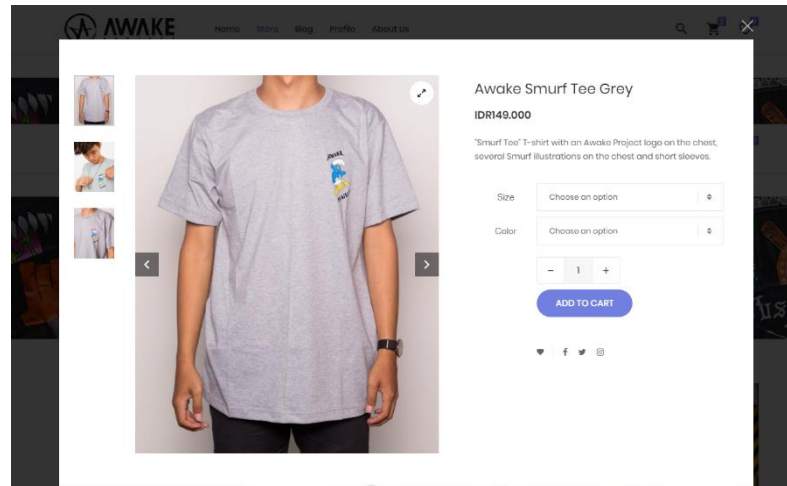 AWAKE
Home Store Blog Profile About Us
Awake Smurf Tee Grey
IDR149.000
"Smurf Tee" T-shirt with an Awake Project logo on the chest,
several Smurf illustrations on the chest and short sleeves.
Size Choose an option
Color Choose an option
- 1 +
ADD TO CART
AWAKE